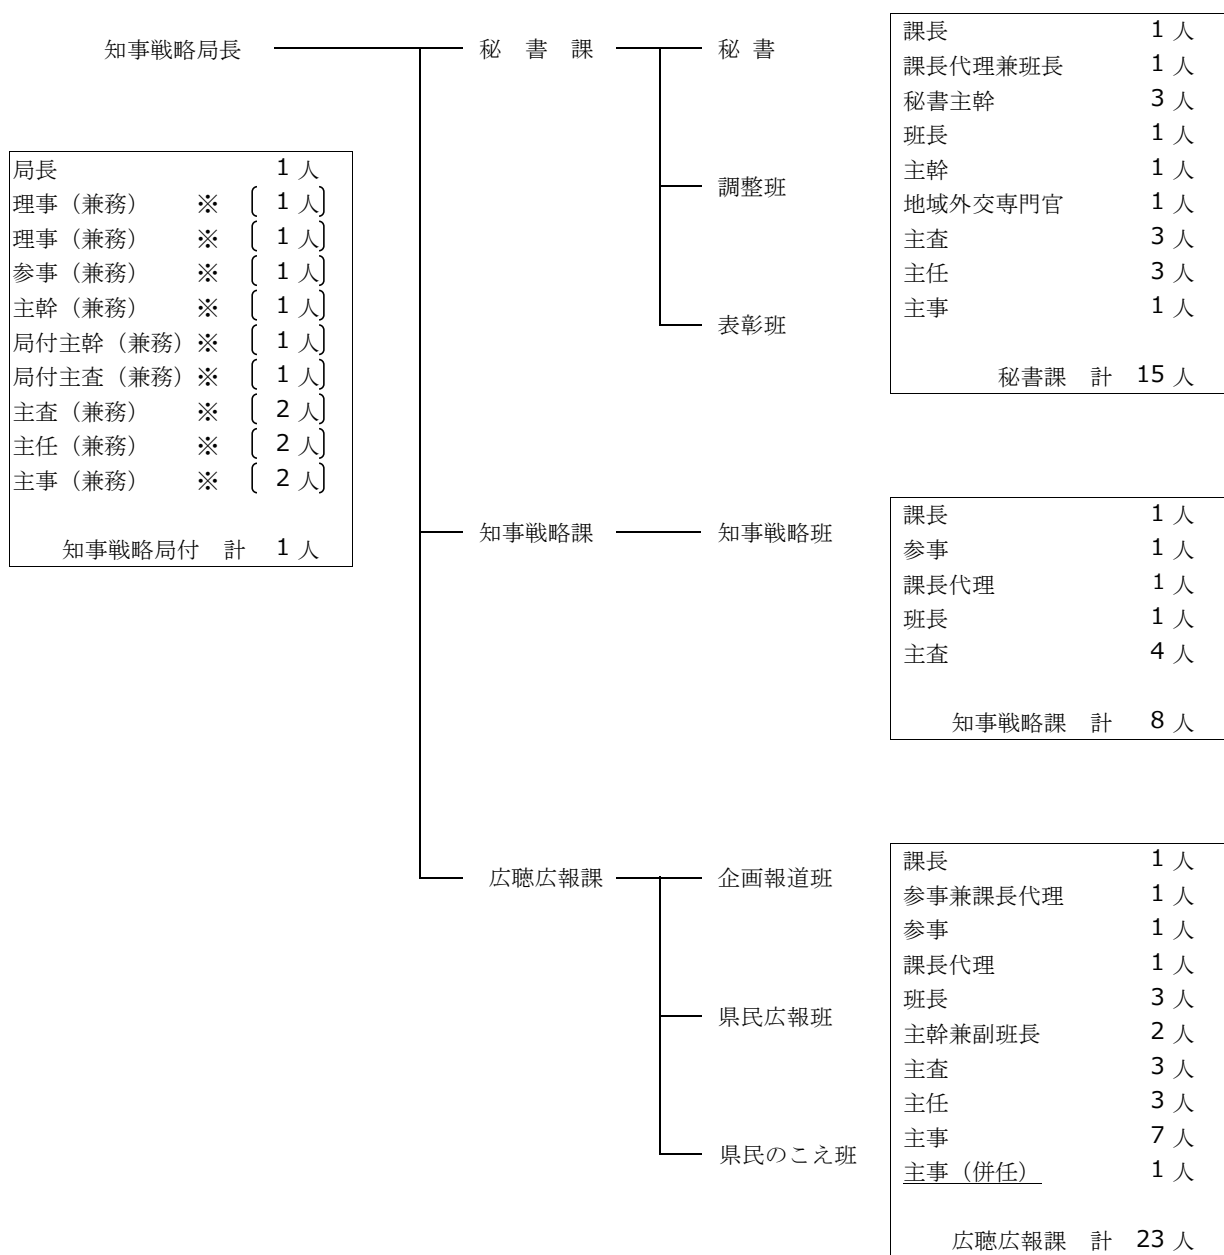 知事戦略局長
局長 1 人
理事（兼務） ※ 〔 1 人〕
理事（兼務） ※ 〔 1 人〕
参事（兼務） ※ 〔 1 人〕
主幹（兼務） ※ 〔 1 人〕
局付主幹（兼務） ※ 〔 1 人〕
局付主査（兼務） ※ 〔 1 人〕
主査（兼務） ※ 〔 2 人〕
主任（兼務） ※ 〔 2 人〕
主事（兼務） ※ 〔 2 人〕
知事戦略局付 計 1 人
秘 書 課
秘 書
調整班
表彰班
課長 1 人
課長代理兼班長 1 人
秘書主幹 3 人
班長 1 人
主幹 1 人
地域外交専門官 1 人
主査 3 人
主任 3 人
主事 1 人
秘書課 計 15 人
知事戦略課
知事戦略班
課長 1 人
参事 1 人
課長代理 1 人
班長 1 人
主査 4 人
知事戦略課 計 8 人
広聴広報課
企画報道班
県民広報班
県民のこえ班
課長 1 人
参事兼課長代理 1 人
参事 1 人
課長代理 1 人
班長 3 人
主幹兼副班長 2 人
主査 3 人
主任 3 人
主事 7 人
主事（併任） 1 人
広聴広報課 計 23 人